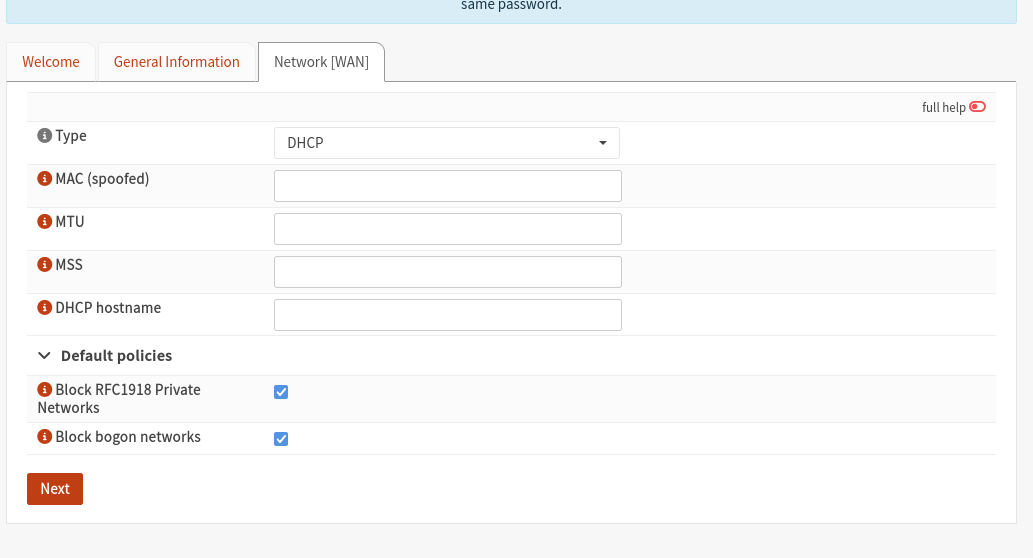 same password.
Welcome
General Information
Network [WAN]
full help
Type
DHCP
MAC (spoofed)
MTU
MSS
DHCP hostname
Default policies
Block RFC1918 Private
Networks
Block bogon networks
Next